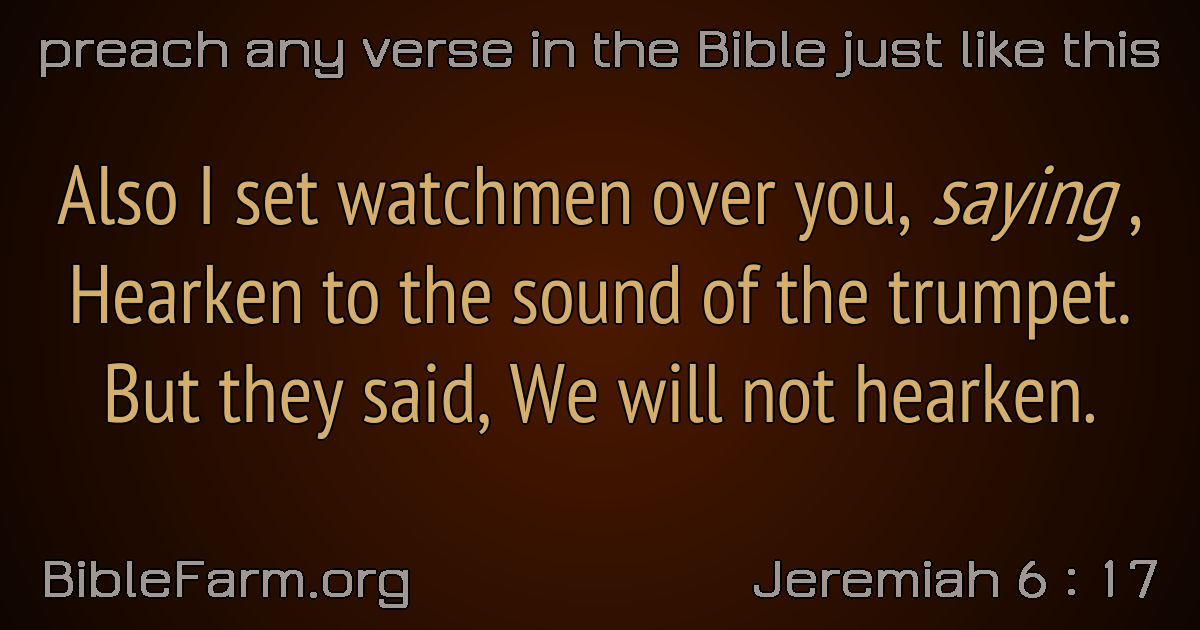 preach any verse in the Bible just like this
Also I set watchmen over you, saying ,
Hearken to the sound of the trumpet.
But they said, We will not hearken.
BibleFarm.org
Jeremiah 6 : 17